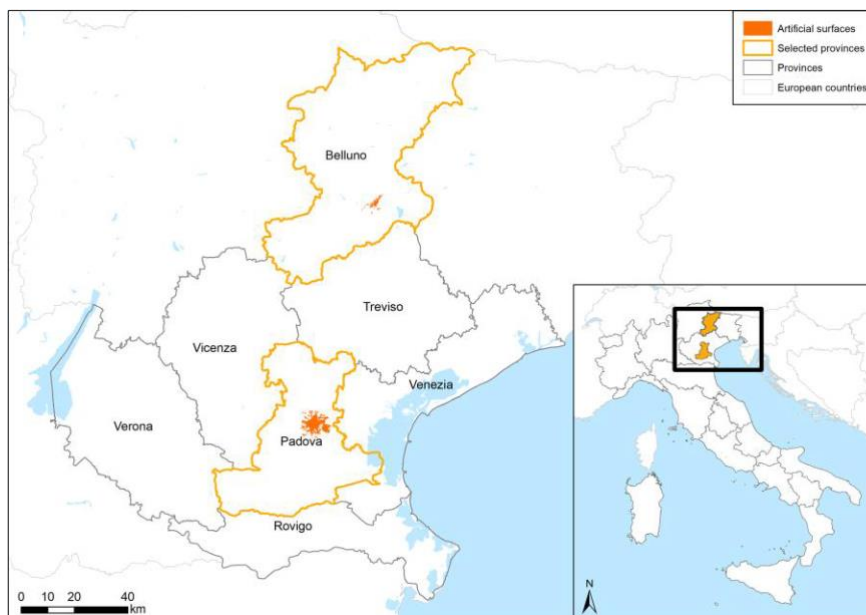 Artificial surfaces
Selected provinces
Provinces
European countries
Belluno
Treviso
Vicenza
Venezia
Verona
Padova
Rovigo
0 10 20 40
km
N